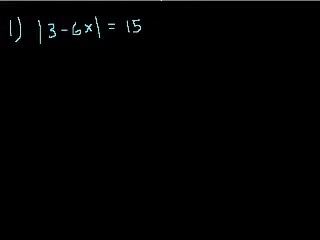 1) |3-6x| = 15